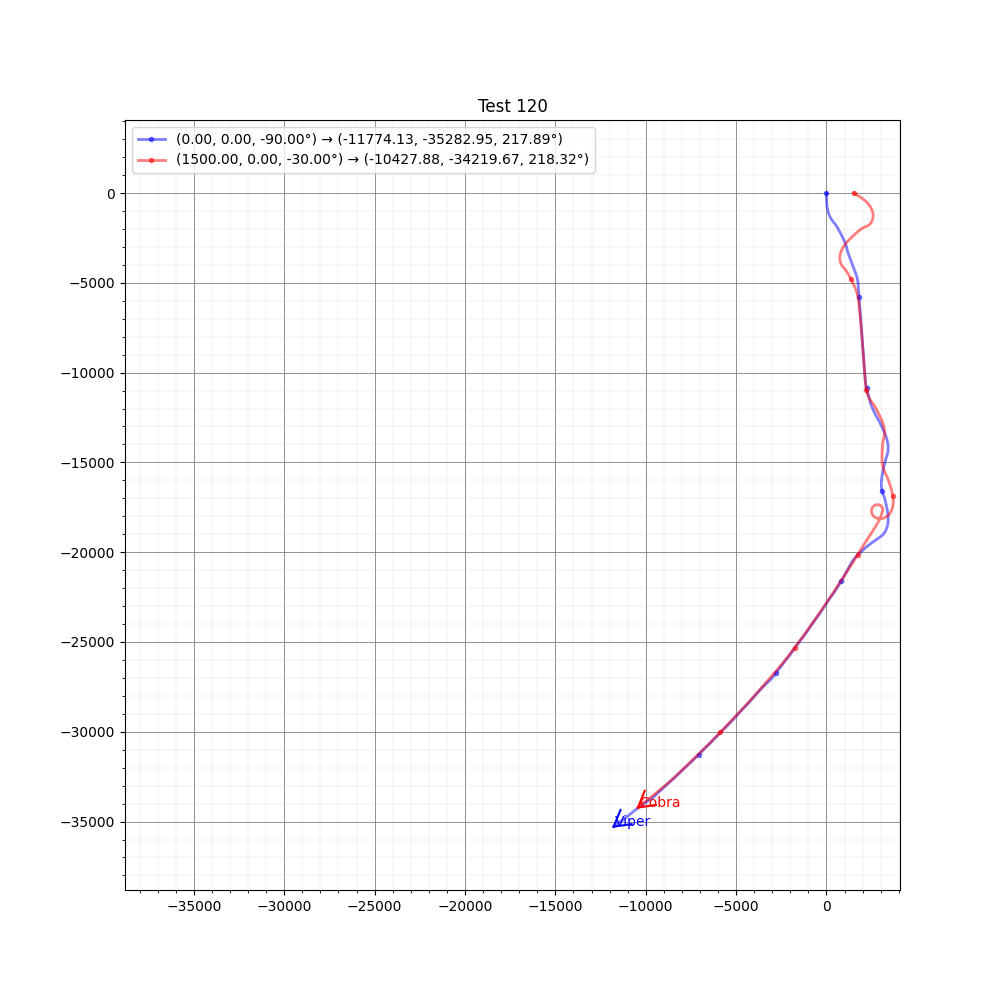 Test 120
(0.00, 0.00, -90.00°) → (-11774.13, -35282.95, 217.89°)
(1500.00, 0.00, -30.00°) → (-10427.88, -34219.67, 218.32°)
0
−5000
−10000
−15000
−20000
−25000
−30000
−35000
Cobra
Viper
−35000 −30000 −25000 −20000 −15000 −10000 −5000 0